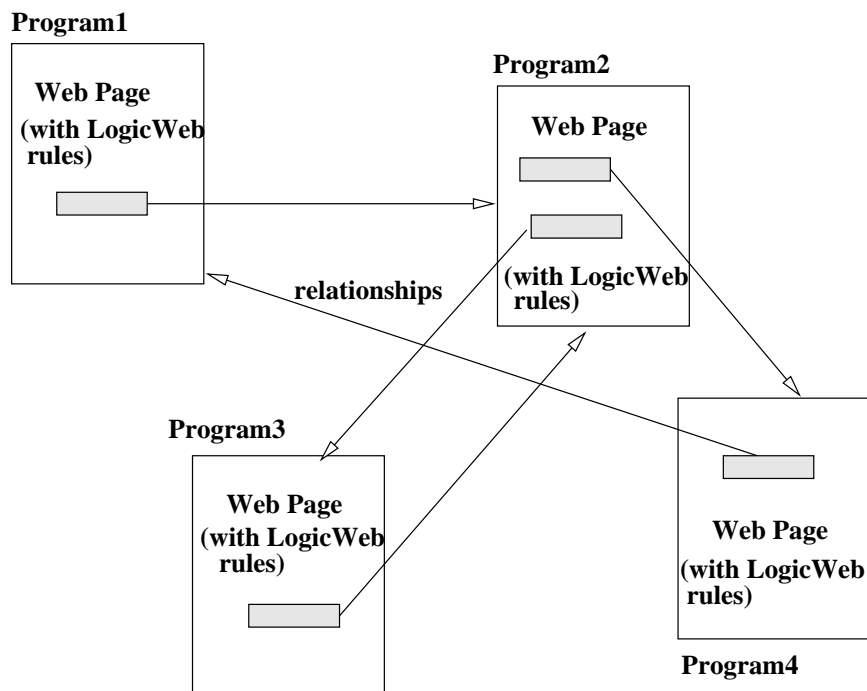 Program1
Web Page
(with LogicWeb
rules)
Program2
Web Page
(with LogicWeb
rules)
relationships
Program3
Web Page
(with LogicWeb
rules)
Web Page
(with LogicWeb
rules)
Program4